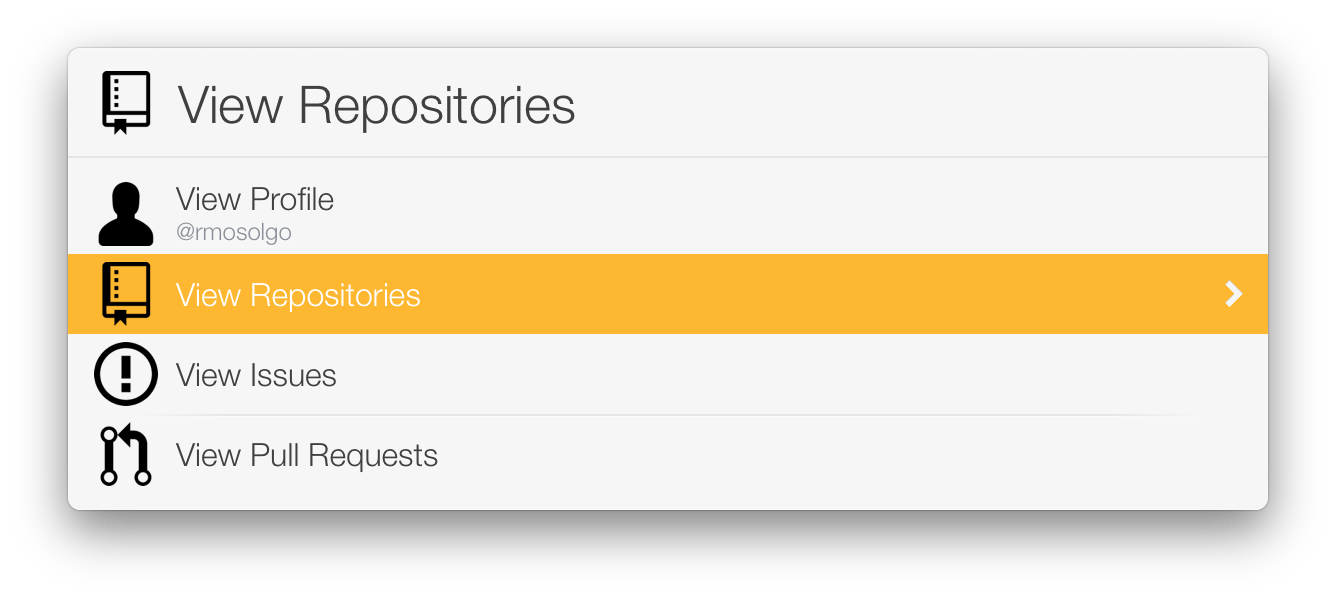 View Repositories
View Profile
@rmosolgo
View Repositories
View Issues
View Pull Requests